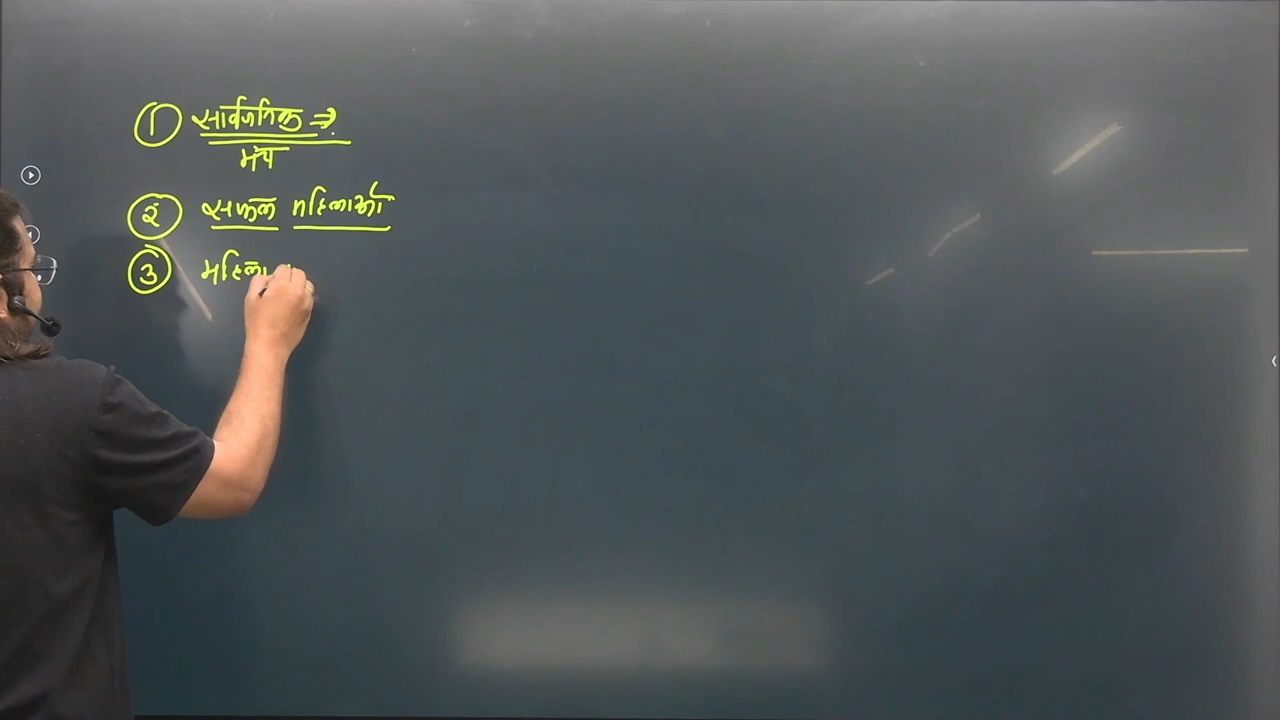 ① सार्वजनिक ⇒
मंच
② सफल महिलाओं
③ महिला